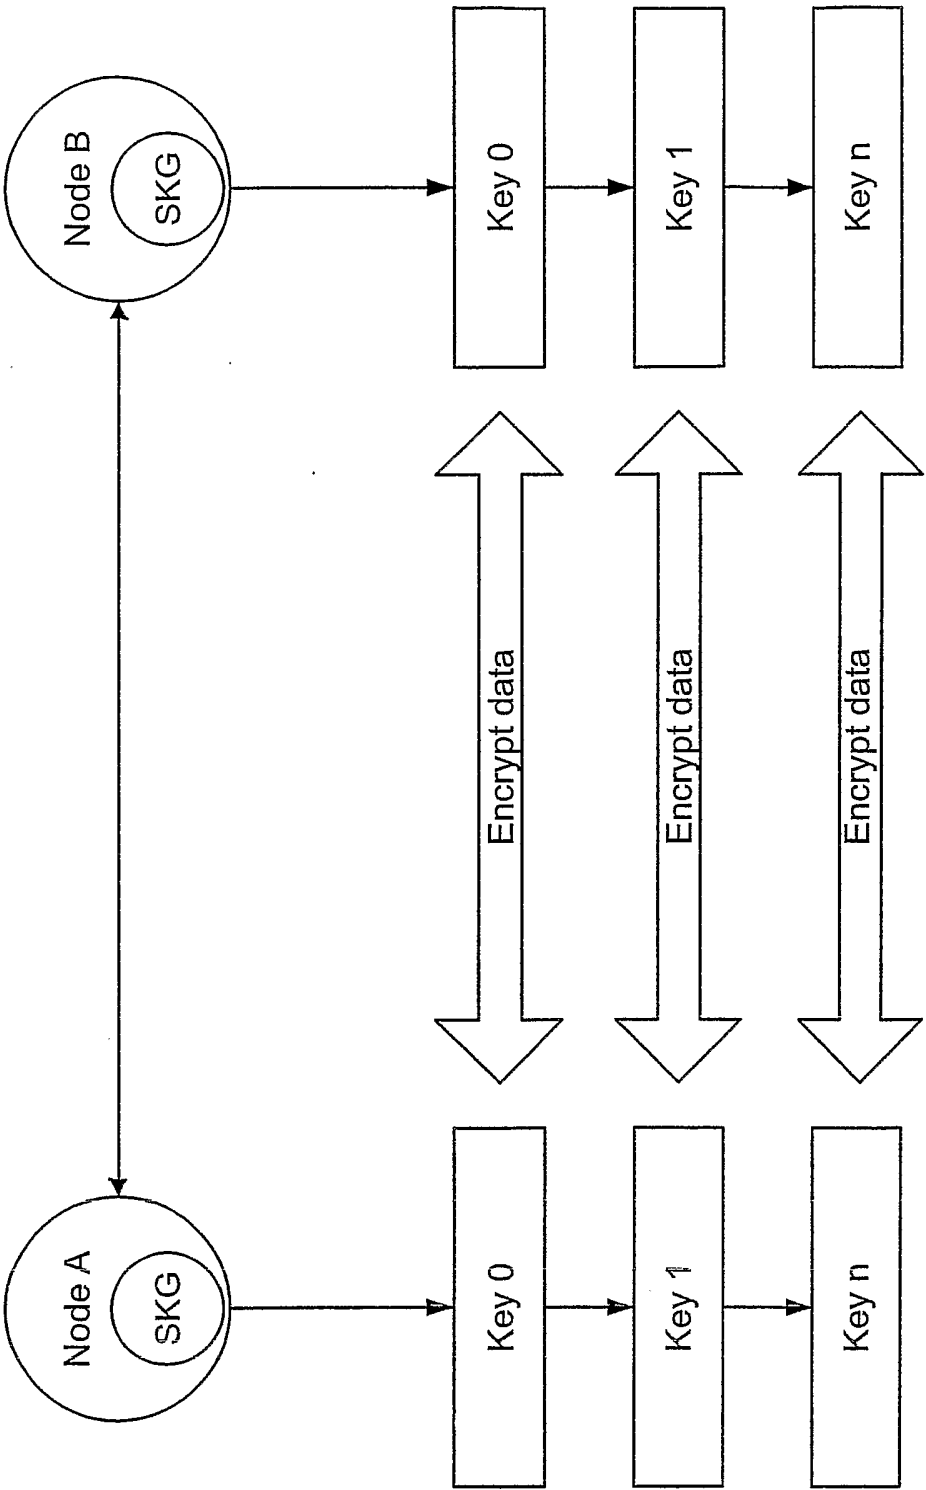 Node A
SKG
Node B
SKG
Key 0
Encrypt data
Key 0
Key 1
Encrypt data
Key 1
Key n
Encrypt data
Key n